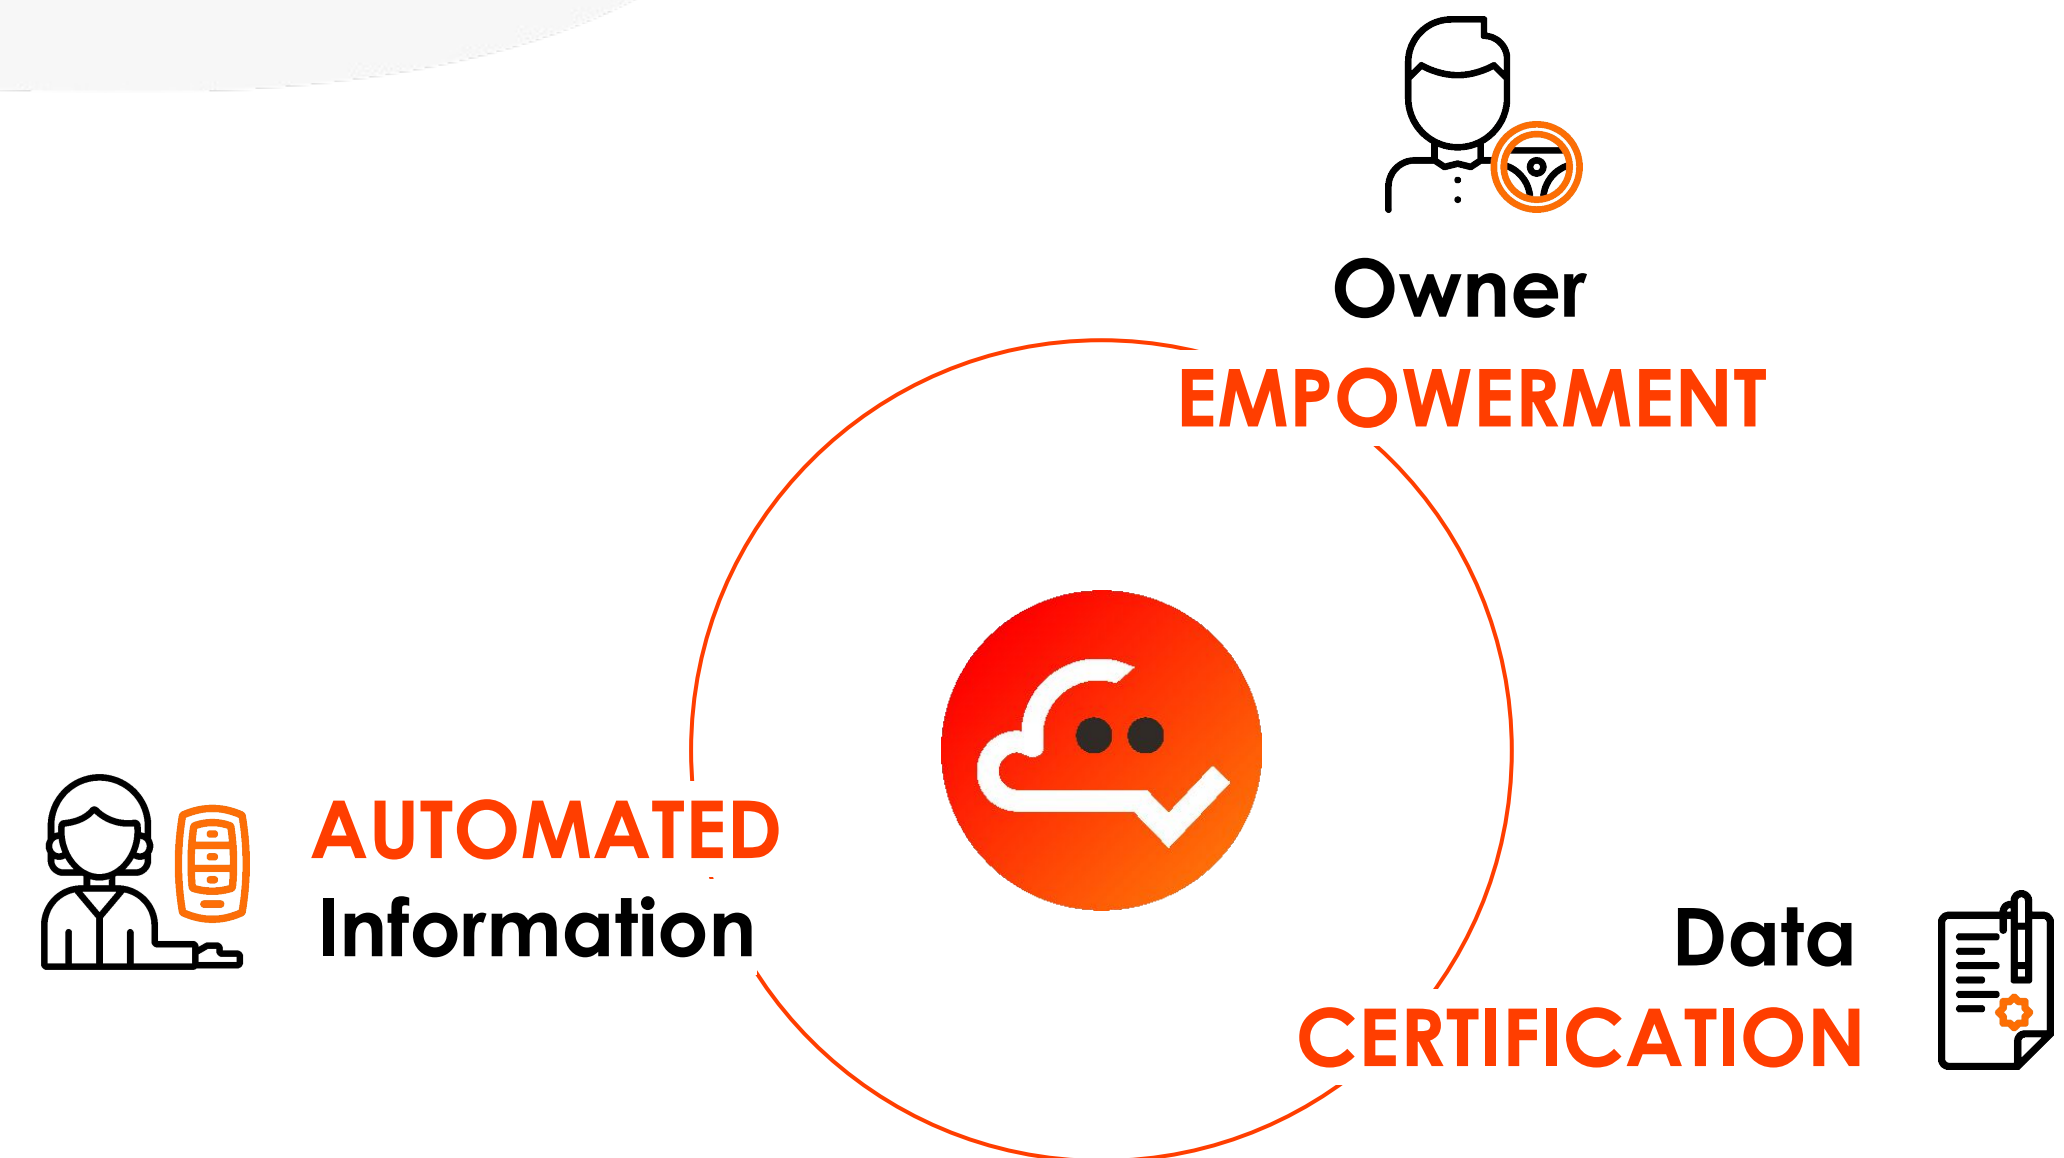 Owner
EMPOWERMENT
AUTOMATED
Information
Data
CERTIFICATION